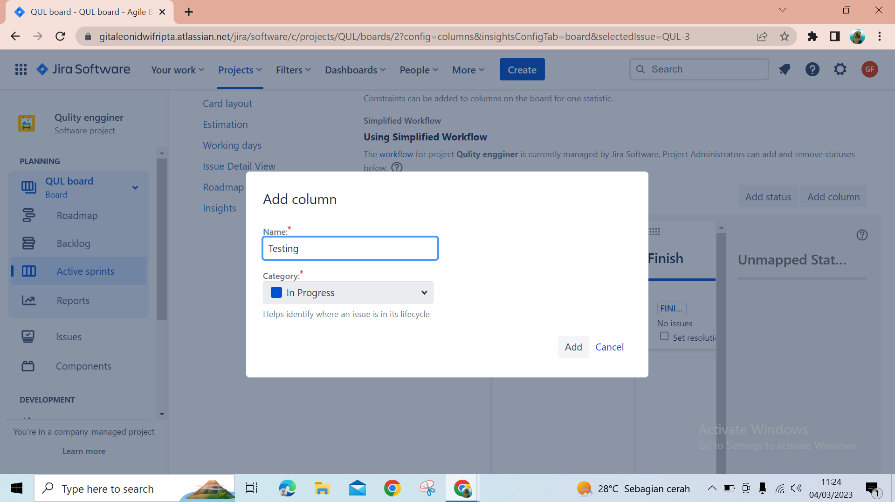 QUL board - QUL board - Agile B
gitaleonidwifripta.atlassian.net/jira/software/c/projects/QUL/boards/2?config=columns&insightsConfigTab=board&selectedIssue=QUL-3
Jira Software
Your work
Projects
Filters
Dashboards
People
More
Create
Search
GF
Qulity engginer
Software project
PLANNING
QUL board
Board
Roadmap
Backlog
Active sprints
Reports
Issues
Components
DEVELOPMENT
You're in a company-managed project
Learn more
Card layout
Estimation
Working days
Issue Detail View
Roadmap
Insights
Constraints can be added to columns on the board for one statistic.
Simplified Workflow
Using Simplified Workflow
The workflow for project Qulity engginer is currently managed by Jira Software. Project Administrators can add and remove statuses
below.
Add status
Add column
Finish
Unmapped Stat...
FINI...
No issues
Set resoluti
Add column
Name:*
Testing
Category:*
In Progress
Helps identify where an issue is in its lifecycle
Add
Cancel
Activate Windows
Go to Settings to activate Windows.
Type here to search
28°C Sebagian cerah
11:24
04/03/2023
1